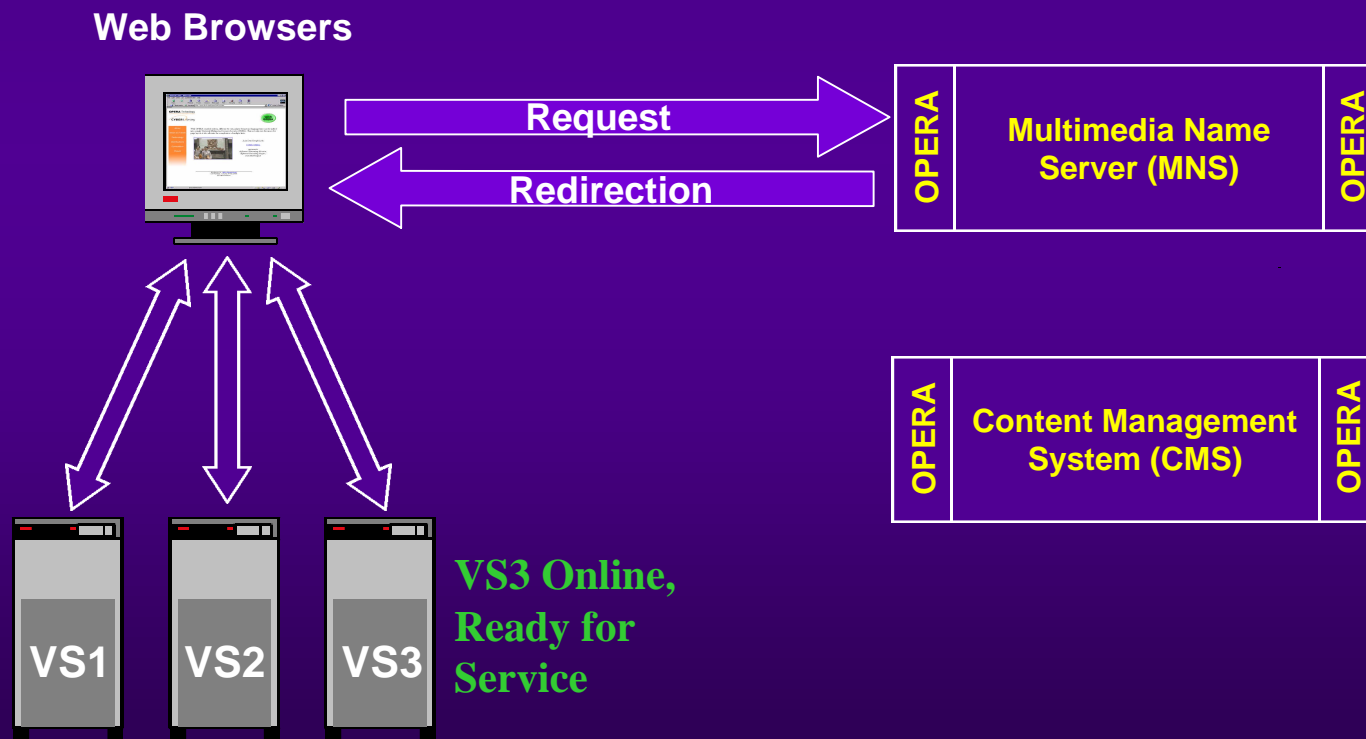 Web Browsers
Request
Redirection
OPERA
Multimedia Name
Server (MNS)
OPERA
OPERA
Content Management
System (CMS)
OPERA
VS3 Online,
Ready for
Service
VS1
VS2
VS3